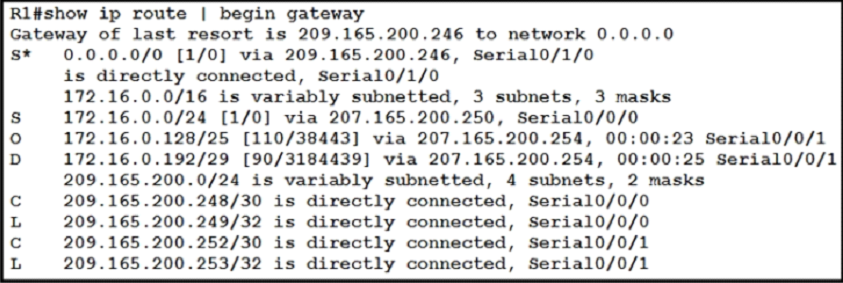 R1#show ip route | begin gateway
Gateway of last resort is 209.165.200.246 to network 0.0.0.0
S* 0.0.0.0/0 [1/0] via 209.165.200.246, Serial0/1/0
is directly connected, Serial0/1/0
172.16.0.0/16 is variably subnetted, 3 subnets, 3 masks
S 172.16.0.0/24 [1/0] via 207.165.200.250, Serial0/0/0
O 172.16.0.128/25 [110/38443] via 207.165.200.254, 00:00:23 Serial0/0/1
D 172.16.0.192/29 [90/3184439] via 207.165.200.254, 00:00:25 Serial0/0/1
209.165.200.0/24 is variably subnetted, 4 subnets, 2 masks
C 209.165.200.248/30 is directly connected, Serial0/0/0
L 209.165.200.249/32 is directly connected, Serial0/0/0
C 209.165.200.252/30 is directly connected, Serial0/0/1
L 209.165.200.253/32 is directly connected, Serial0/0/1